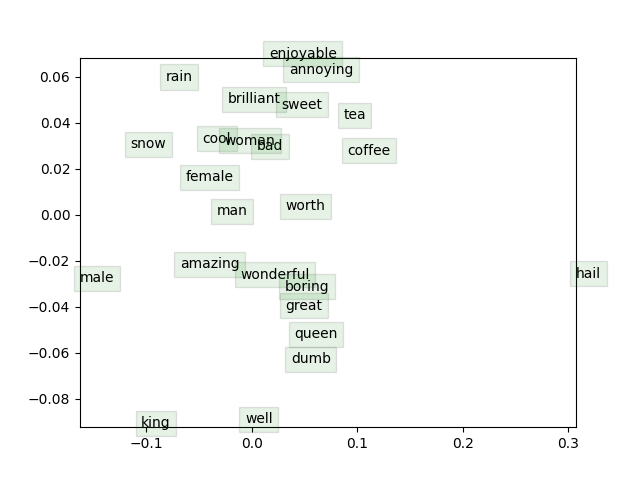 enjoyable
annoying
0.06
rain
brilliant
sweet
0.04
tea
cool
woman
bad
snow
coffee
0.02
female
worth
0.00
man
−0.02
amazing
wonderful
hail
male
boring
−0.04
great
queen
−0.06
dumb
−0.08
well
king
−0.1 0.0 0.1 0.2 0.3